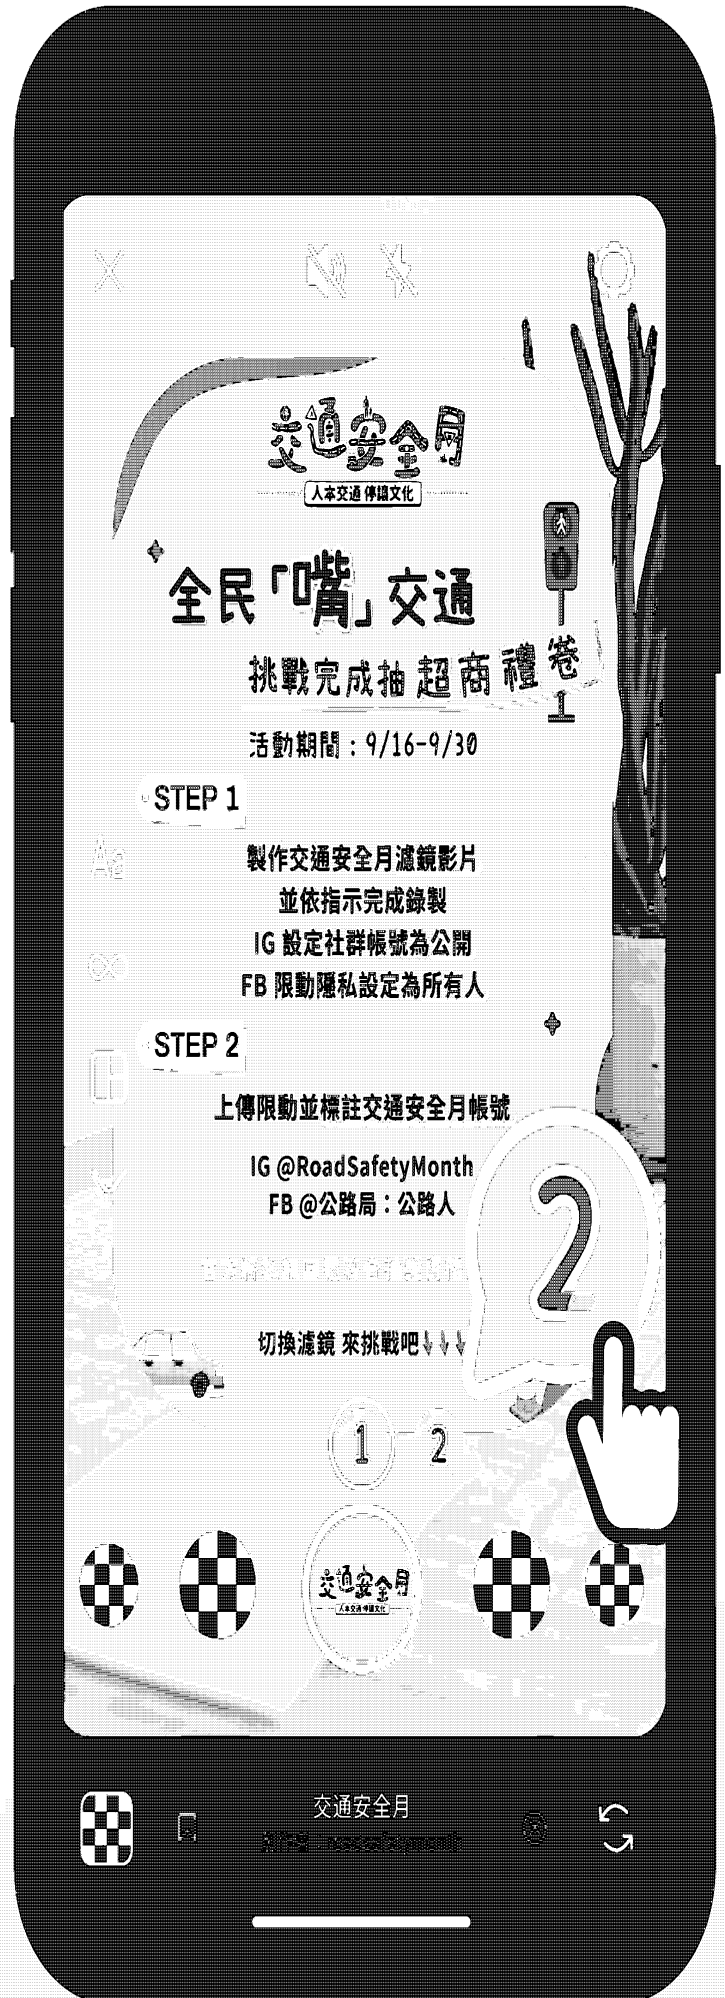 交通安全月
人本交通 停讓文化
全民「嘴」交通
挑戰完成抽超商禮卷
活動期間：9/16-9/30
STEP 1
製作交通安全月濾鏡影片
並依指示完成錄製
IG 設定社群帳號為公開
FB 限動隱私設定為所有人
STEP 2
上傳限動並標註交通安全月帳號
IG @RoadSafetyMonth
FB @公路局：公路人
切換濾鏡 來挑戰吧↓↓↓
2
1
2
交通安全月
人本交通 停讓文化
交通安全月